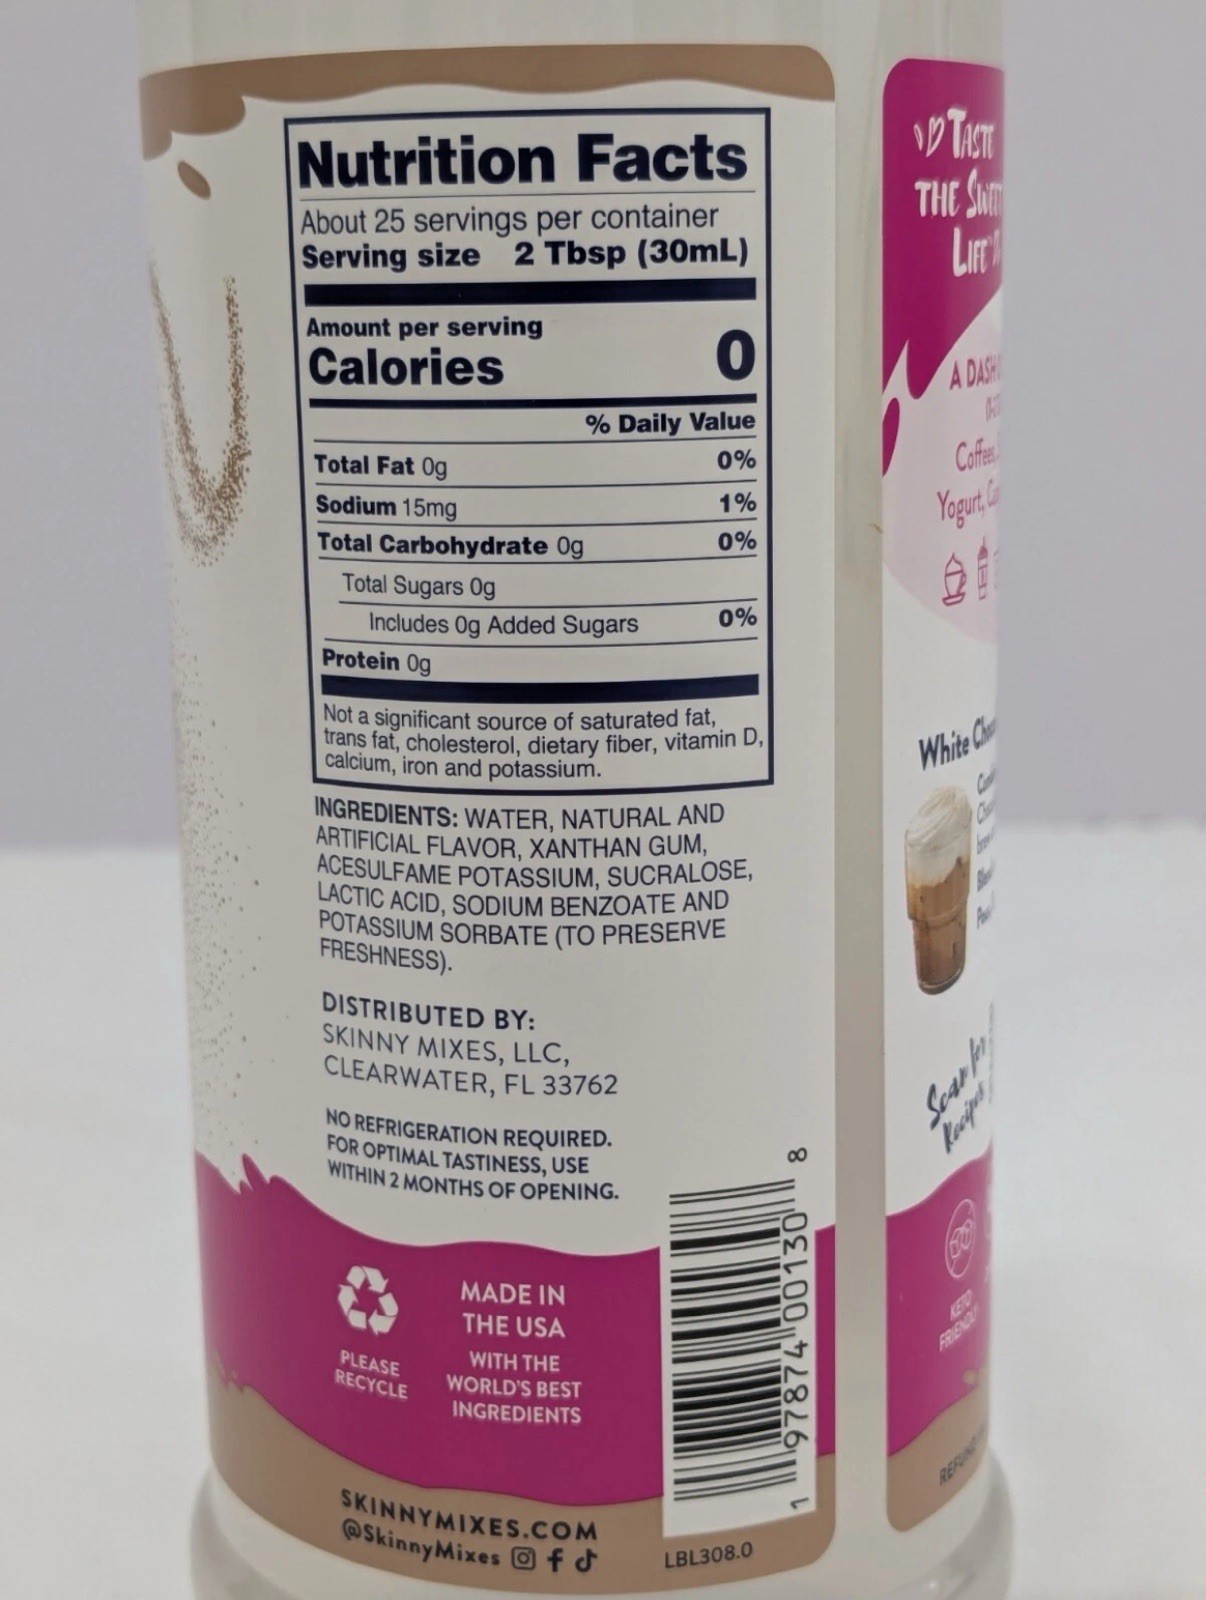 Nutrition Facts
About 25 servings per container
Serving size 2 Tbsp (30mL)
Amount per serving
Calories 0
% Daily Value
Total Fat 0g 0%
Sodium 15mg 1%
Total Carbohydrate 0g 0%
Total Sugars 0g
Includes 0g Added Sugars 0%
Protein 0g
Not a significant source of saturated fat,
trans fat, cholesterol, dietary fiber, vitamin D,
calcium, iron and potassium.
INGREDIENTS: WATER, NATURAL AND
ARTIFICIAL FLAVOR, XANTHAN GUM,
ACESULFAME POTASSIUM, SUCRALOSE,
LACTIC ACID, SODIUM BENZOATE AND
POTASSIUM SORBATE (TO PRESERVE
FRESHNESS).
DISTRIBUTED BY:
SKINNY MIXES, LLC,
CLEARWATER, FL 33762
NO REFRIGERATION REQUIRED.
FOR OPTIMAL TASTINESS, USE
WITHIN 2 MONTHS OF OPENING.
PLEASE
RECYCLE
MADE IN
THE USA
WITH THE
WORLD'S BEST
INGREDIENTS
1 97874 00130 8
SKINNYMIXES.COM
@SkinnyMixes
LBL308.0
TASTE
THE SWEET
LIFE
A DASH
Coffees,
Yogurt,
White
Scan for
Recipes
KETO
FRIENDLY